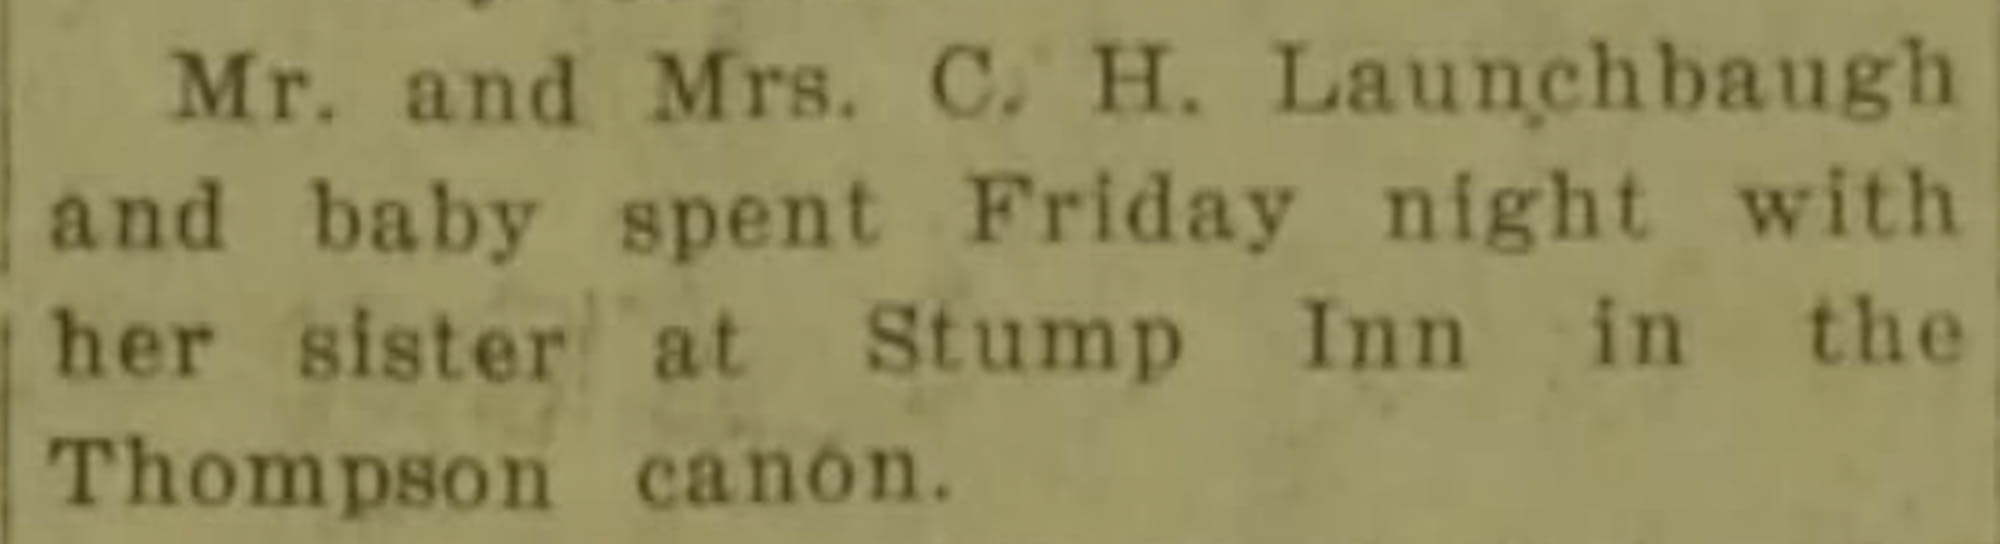 Mr. and Mrs. C. H. Launchbaugh
and baby spent Friday night with
her sister at Stump Inn in the
Thompson canon.